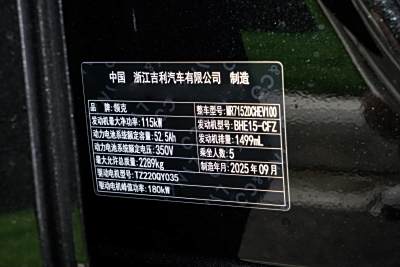 中国 浙江吉利汽车有限公司 制造
品 牌:领克 整车型号:MR7152DCHEV100
发动机最大净功率:115kW 发动机型号:BHE15-CFZ
动力电池系统额定容量:52.5Ah 发动机排量:1499mL
动力电池系统额定电压:350V 乘坐人数:5
最大允许总质量:2289kg 制造年月:2025年09月
驱动电机型号:TZ220QY035
驱动电机峰值功率:180kW